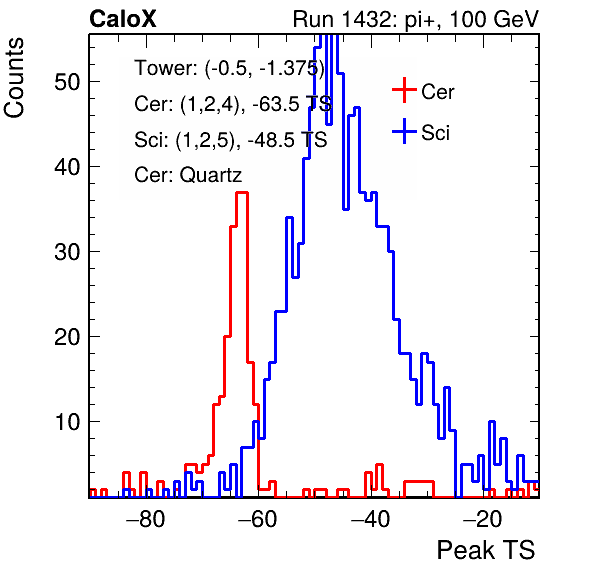 CaloX Run 1432: pi+, 100 GeV
Counts
Tower: (-0.5, -1.375)
Cer: (1,2,4), -63.5 TS
Sci: (1,2,5), -48.5 TS
Cer: Quartz
Cer
Sci
50
40
30
20
10
−80 −60 −40 −20
Peak TS